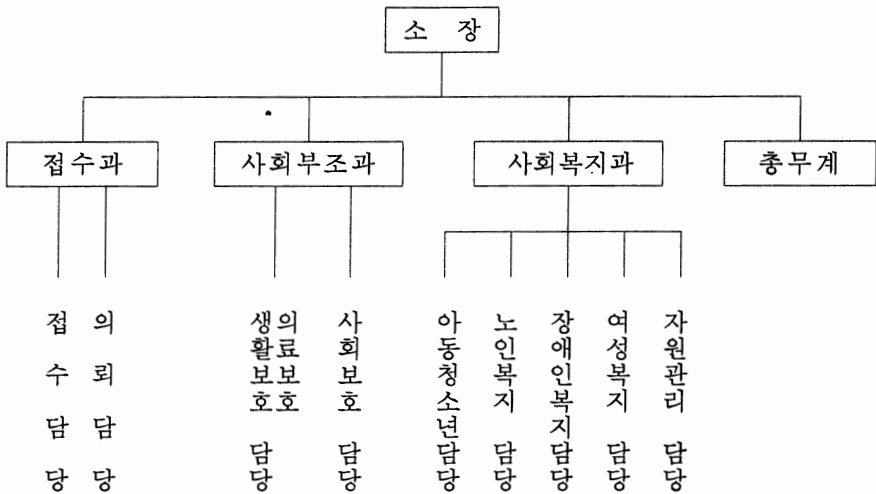 소 장
접수과
사회부조과
사회복지과
총무계
접수담당
의뢰담당
생활보호 담당
의료보호
사회보호 담당
아동청소년담당
노인복지 담당
장애인복지담당
여성복지 담당
자원관리 담당